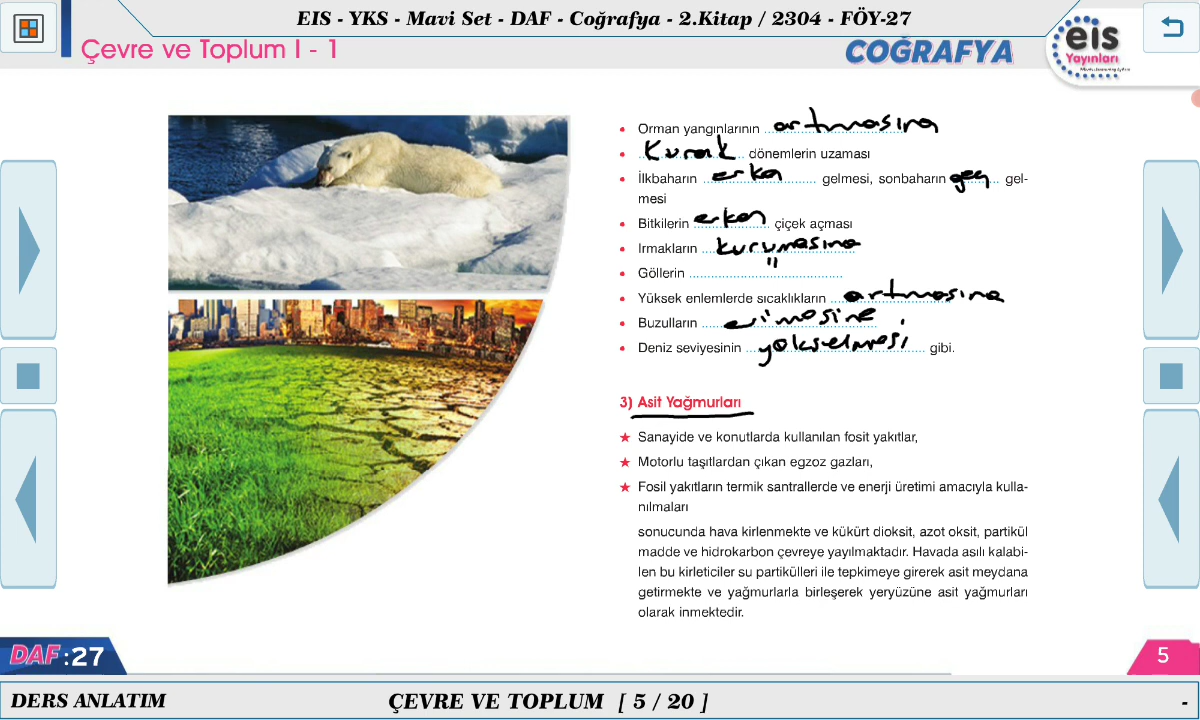 EIS - YKS - Mavi Set - DAF - Coğrafya - 2.Kitap / 2304 - FÖY-27
Çevre ve Toplum I - 1
COĞRAFYA
eis
Yayınları
Orman yangınlarının artmasına
Kurak dönemlerin uzaması
İlkbaharın erken gelmesi, sonbaharın geç gel-
mesi
Bitkilerin erken çiçek açması
Irmakların kurumasına
Göllerin "
Yüksek enlemlerde sıcaklıkların artmasına
Buzulların erimesine
Deniz seviyesinin yükselmesi gibi.
3) Asit Yağmurları
★ Sanayide ve konutlarda kullanılan fosit yakıtlar,
★ Motorlu taşıtlardan çıkan egzoz gazları,
★ Fosil yakıtların termik santrallerde ve enerji üretimi amacıyla kulla-
nılmaları
sonucunda hava kirlenmekte ve kükürt dioksit, azot oksit, partikül
madde ve hidrokarbon çevreye yayılmaktadır. Havada asılı kalabi-
len bu kirleticiler su partikülleri ile tepkimeye girerek asit meydana
getirmekte ve yağmurlarla birleşerek yeryüzüne asit yağmurları
olarak inmektedir.
DAF:27
5
DERS ANLATIM
ÇEVRE VE TOPLUM [ 5 / 20 ]
-